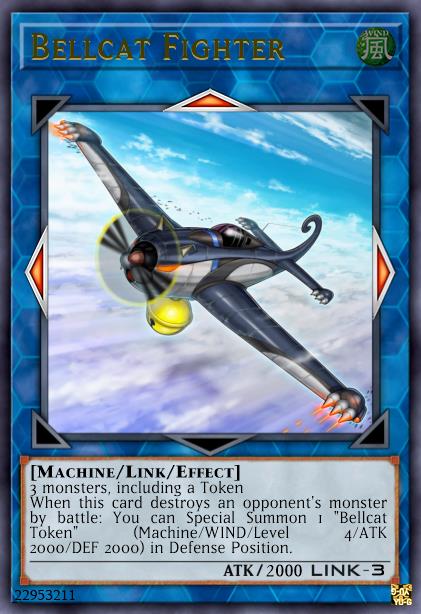 BELLCAT FIGHTER
WIND
風
[MACHINE/LINK/EFFECT]
3 monsters, including a Token
When this card destroys an opponent's monster
by battle: You can Special Summon 1 "Bellcat
Token" (Machine/WIND/Level 4/ATK
2000/DEF 2000) in Defense Position.
ATK/2000 LINK-3
22953211